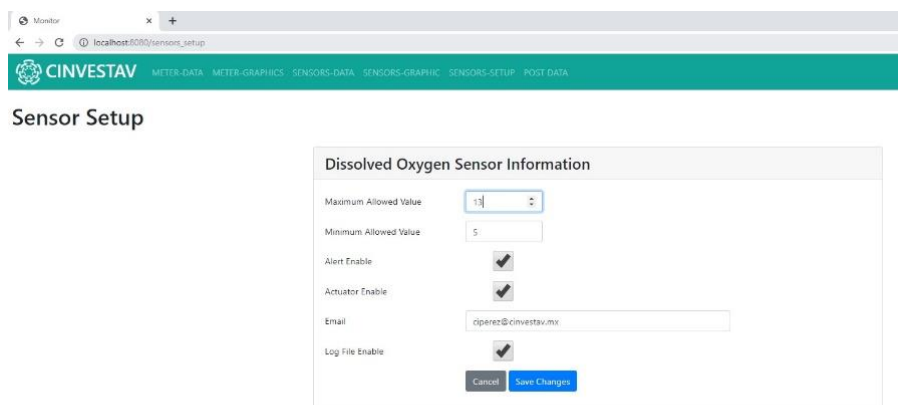 Monitor
localhost:8080/sensors_setup
CINVESTAV METER-DATA METER-GRAPHICS SENSORS-DATA SENSORS-GRAPHIC SENSORS-SETUP POST DATA
Sensor Setup
Dissolved Oxygen Sensor Information
Maximum Allowed Value 13
Minimum Allowed Value 5
Alert Enable
Actuator Enable
Email ciperez@cinvestav.mx
Log File Enable
Cancel Save Changes